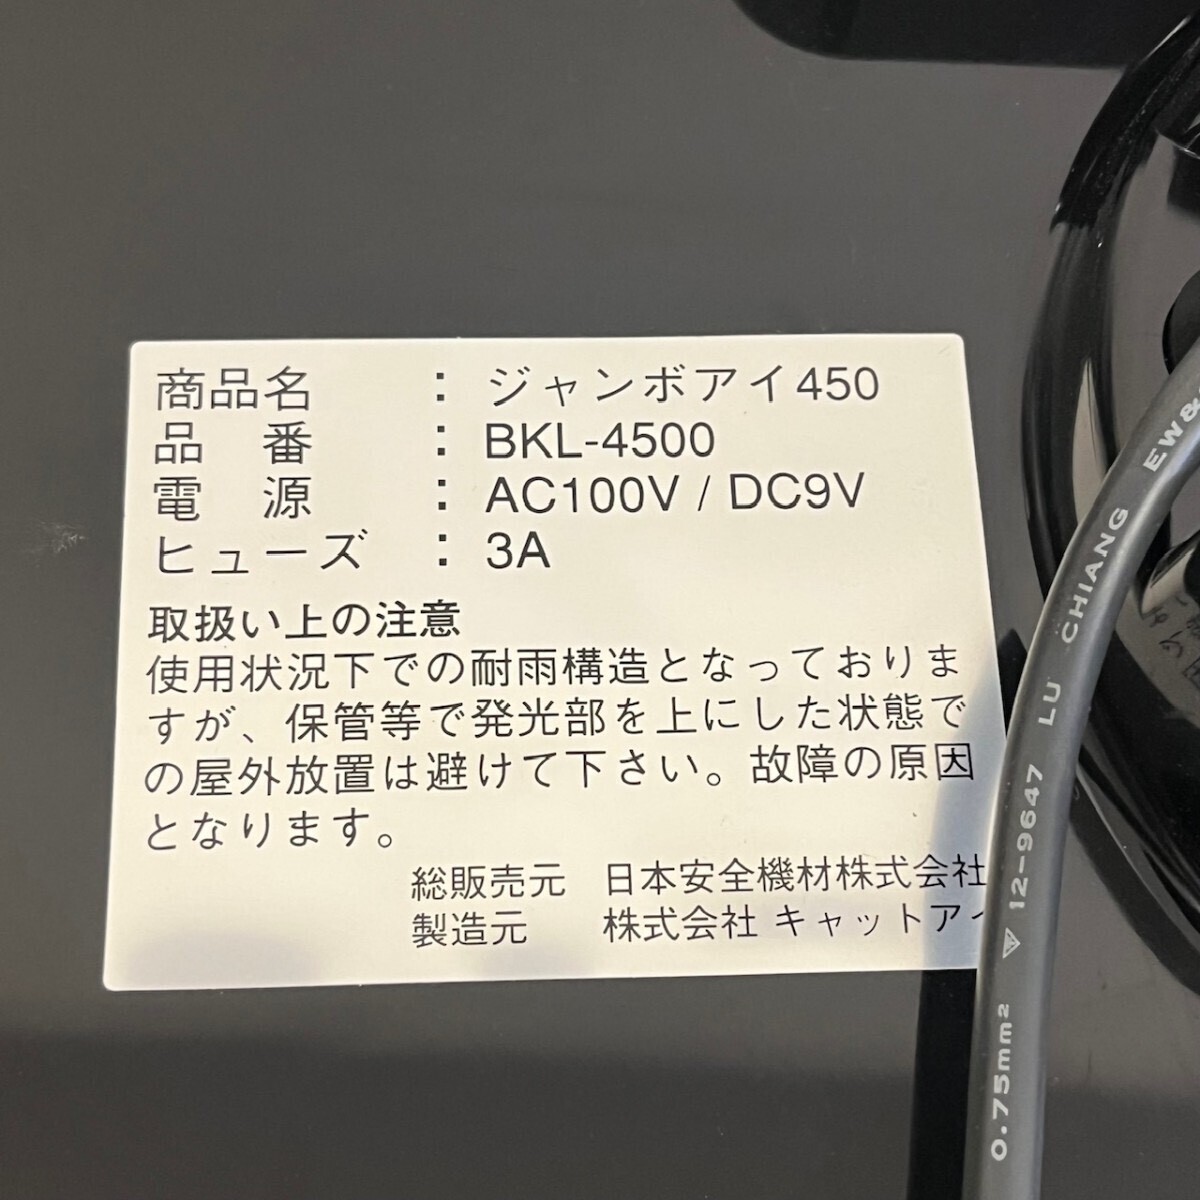 商品名 : ジャンボアイ450
品 番 : BKL-4500
電 源 : AC100V / DC9V
ヒューズ : 3A
取扱い上の注意
使用状況下での耐雨構造となっておりま
すが、保管等で発光部を上にした状態で
の屋外放置は避けて下さい。故障の原因
となります。
総販売元 日本安全機材株式会社
製造元 株式会社 キャットアイ
0.75mm² 12-9647 LU CHIANG EW&